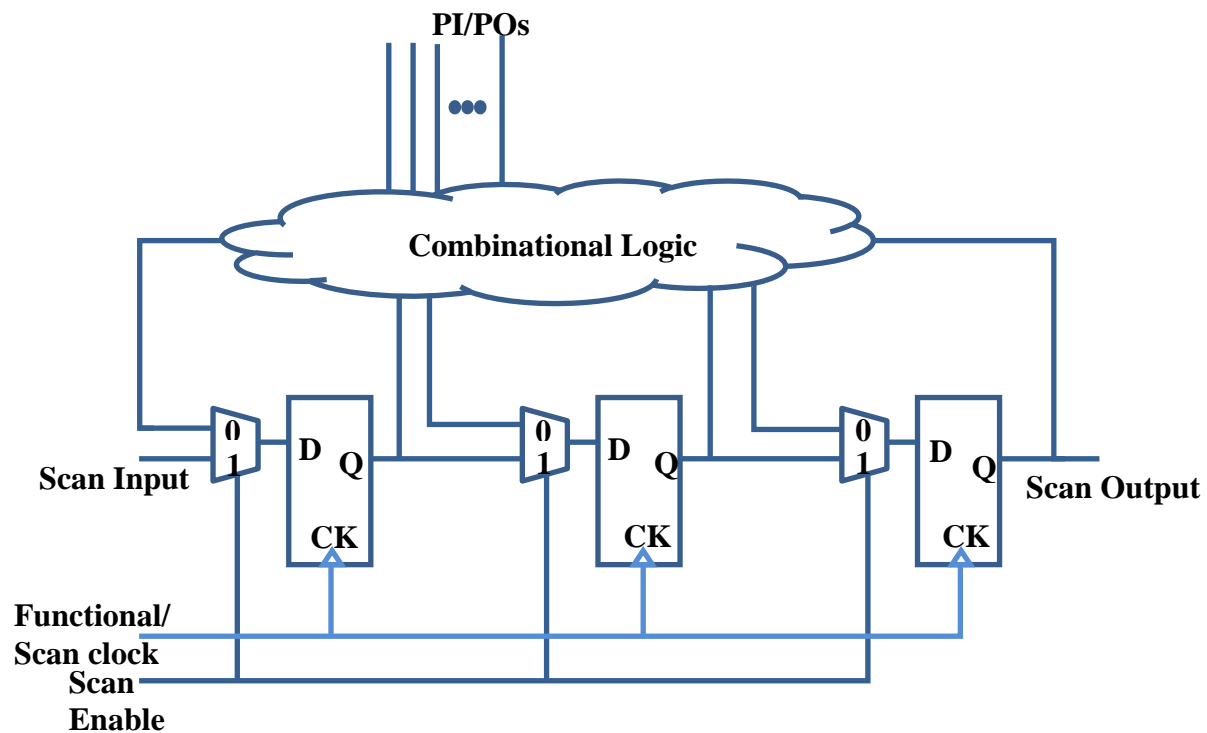 PI/POs
Combinational Logic
0
1
D
Q
CK
0
1
D
Q
CK
0
1
D
Q
CK
Scan Input
Scan Output
Functional/
Scan clock
Scan
Enable